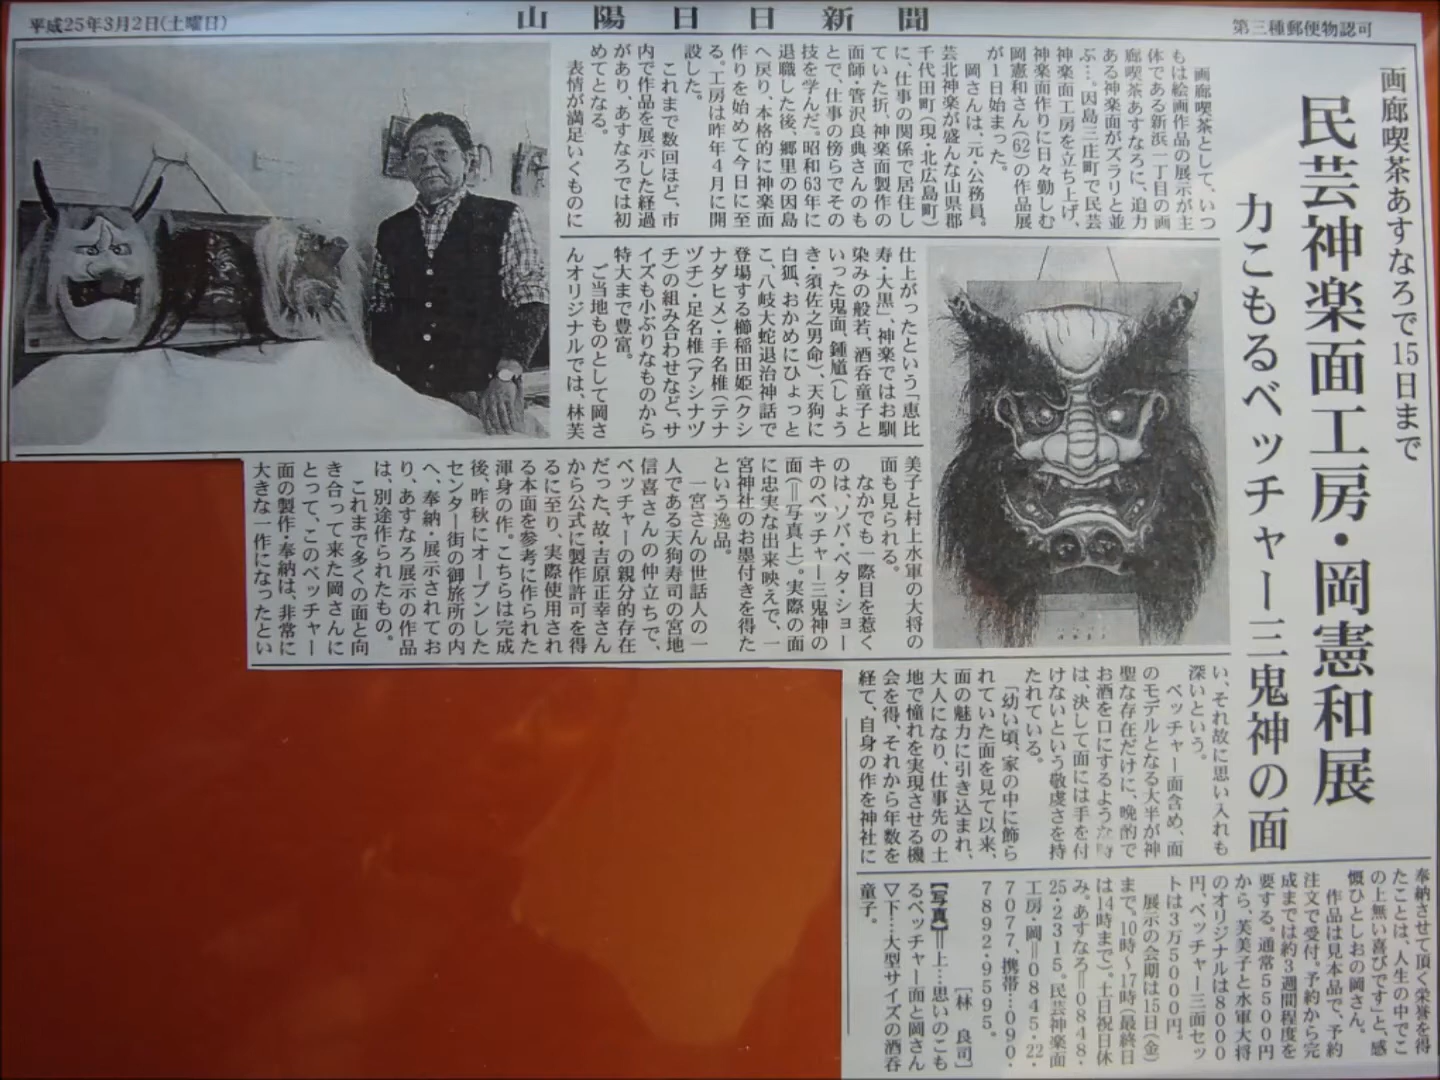 平成25年3月2日(土曜日)
山陽日日新聞
第三種郵便物認可
画廊喫茶あすなろで15日まで
民芸神楽面工房・岡憲和展
力こもるベッチャー三鬼神の面
画廊喫茶として、いつ
もは絵画作品の展示が主
体である新浜一丁目の画
廊喫茶あすなろに、迫力
ある神楽面がズラリと並
ぶ…。因島三庄町で民芸
神楽面工房を立ち上げ、
神楽面作りに日々勤しむ
岡憲和さん(62)の作品展
が1日始まった。
岡さんは、元・公務員。
芸北神楽が盛んな山県郡
千代田町(現・北広島町)
に、仕事の関係で居住し
ていた折、神楽面製作の
面師・管沢良典さんのも
とで、仕事の傍らでその
技を学んだ。昭和63年に
退職した後、郷里の因島
へ戻り、本格的に神楽面
作りを始めて今日に至
る。工房は昨年4月に開
設した。
これまで数回ほど、市
内で作品を展示した経過
があり、あすなろでは初
めてとなる。
表情が満足いくものに
仕上がったという「恵比
寿・大黒」、神楽ではお馴
染みの般若、酒呑童子と
いった鬼面、鍾馗(しょう
き・須佐之男命)、天狗に
白狐、おかめにひょっと
こ、八岐大蛇退治神話で
登場する櫛稲田姫(クシ
ナダヒメ)・手名椎(テナ
ヅチ)・足名椎(アシナヅ
チ)の組み合わせなど、サ
イズも小ぶりなものから
特大まで豊富。
ご当地ものとして岡さ
んオリジナルでは、林芙
美子と村上水軍の大将の
面も見られる。
なかでも一際目を惹く
のは、ソバ・ベタ・ショー
キのベッチャー三鬼神の
面(=写真上)。実際の面
に忠実な出来映えで、一
宮神社のお墨付きを得た
という逸品。
一宮さんの世話人の一
人である天狗寿司の宮地
信喜さんの仲立ちで、
ベッチャーの親分的存在
だった、故・吉原正幸さん
から公式に製作許可を得
るに至り、実際使用され
る本面を参考に作られた
渾身の作。こちらは完成
後、昨秋にオープンした
センター街の御旅所の内
へ、奉納・展示されてお
り、あすなろ展示の作品
は、別途作られたもの。
これまで多くの面と向
き合って来た岡さんに
とって、このベッチャー
面の製作・奉納は、非常に
大きな一作になったとい
い、それ故に思い入れも
深いという。
ベッチャー面含め、面
のモデルとなる大半が神
聖な存在だけに、晩酌で
お酒を口にするような時
は、決して面には手を付
けないという敬虔さを持
たれている。
「幼い頃、家の中に飾ら
れていた面を見て以来、
面の魅力に引き込まれ、
大人になり、仕事先の土
地で憧れを実現させる機
会を得、それから年数を
経て、自身の作を神社に
奉納させて頂く栄誉を得
たことは、人生の中でこ
の上無い喜びです」と、感
慨ひとしおの岡さん。
作品は見本品で、予約
注文で受付。予約から完
成までは約3週間程度を
要する。通常5500円
から、芙美子と水軍大将
のオリジナルは8000
円、ベッチャー三面セッ
トは3万5000円。
展示の会期は15日(金)
まで。10時~17時(最終日
は14時まで)。土日祝日休
み。あすなろ=0848・
25・2315。民芸神楽面
工房・岡=0845・22・
7077、携帯…090・
7892・9595。
[林 良司]
【写真】=上…思いのこも
るベッチャー面と岡さん
▽下…大型サイズの酒呑
童子。